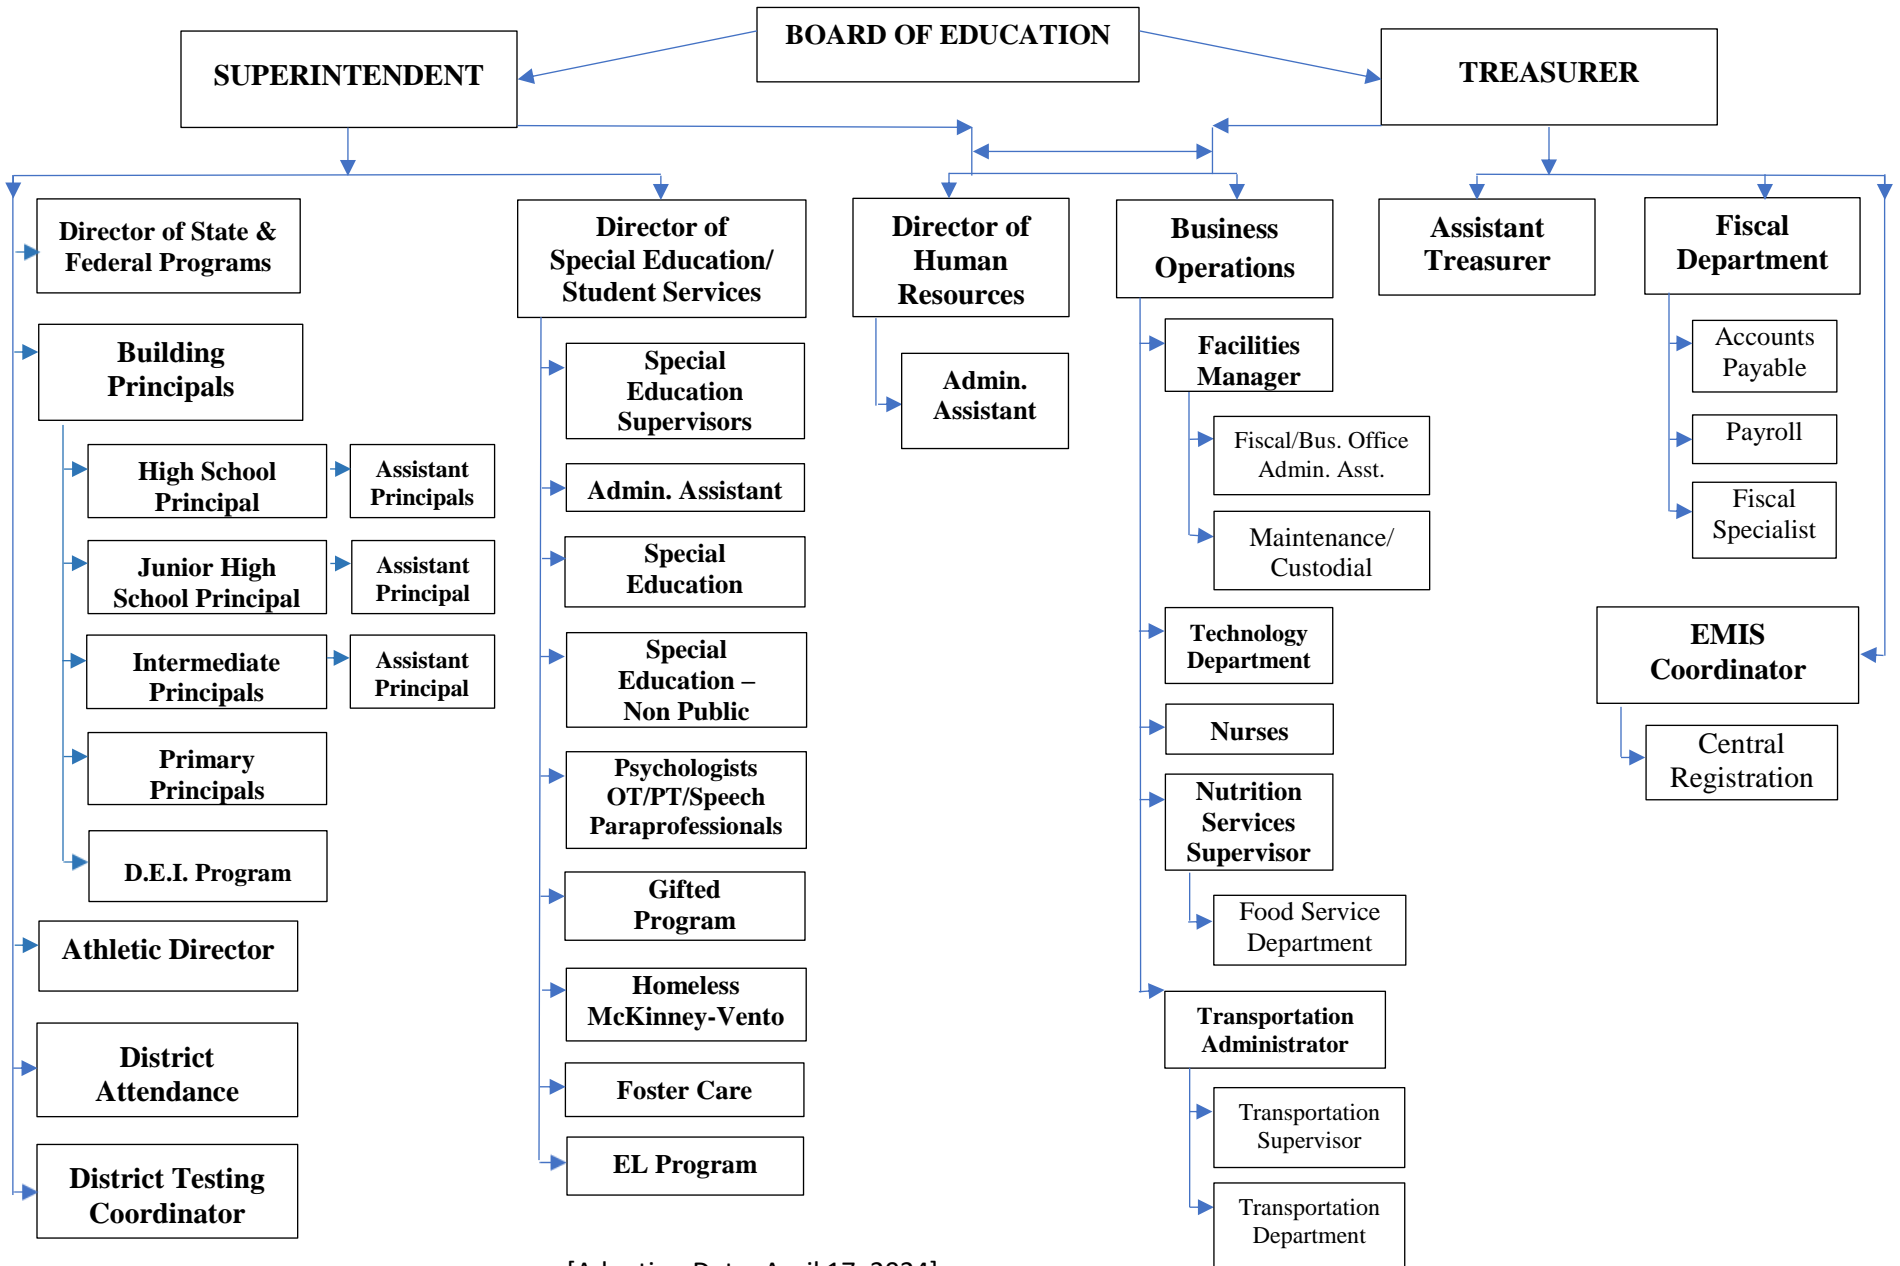 BOARD OF EDUCATION
SUPERINTENDENT
TREASURER
Director of State &
Federal Programs
Building
Principals
High School
Principal
Assistant
Principals
Junior High
School Principal
Assistant
Principal
Intermediate
Principals
Assistant
Principal
Primary
Principals
D.E.I. Program
Athletic Director
District
Attendance
District Testing
Coordinator
Director of
Special Education/
Student Services
Special
Education
Supervisors
Admin. Assistant
Special
Education
Special
Education –
Non Public
Psychologists
OT/PT/Speech
Paraprofessionals
Gifted
Program
Homeless
McKinney-Vento
Foster Care
EL Program
Director of
Human
Resources
Admin.
Assistant
Business
Operations
Facilities
Manager
Fiscal/Bus. Office
Admin. Asst.
Maintenance/
Custodial
Technology
Department
Nurses
Nutrition
Services
Supervisor
Food Service
Department
Transportation
Administrator
Transportation
Supervisor
Transportation
Department
Assistant
Treasurer
Fiscal
Department
Accounts
Payable
Payroll
Fiscal
Specialist
EMIS
Coordinator
Central
Registration
[Adoption Date: April 17, 2024]